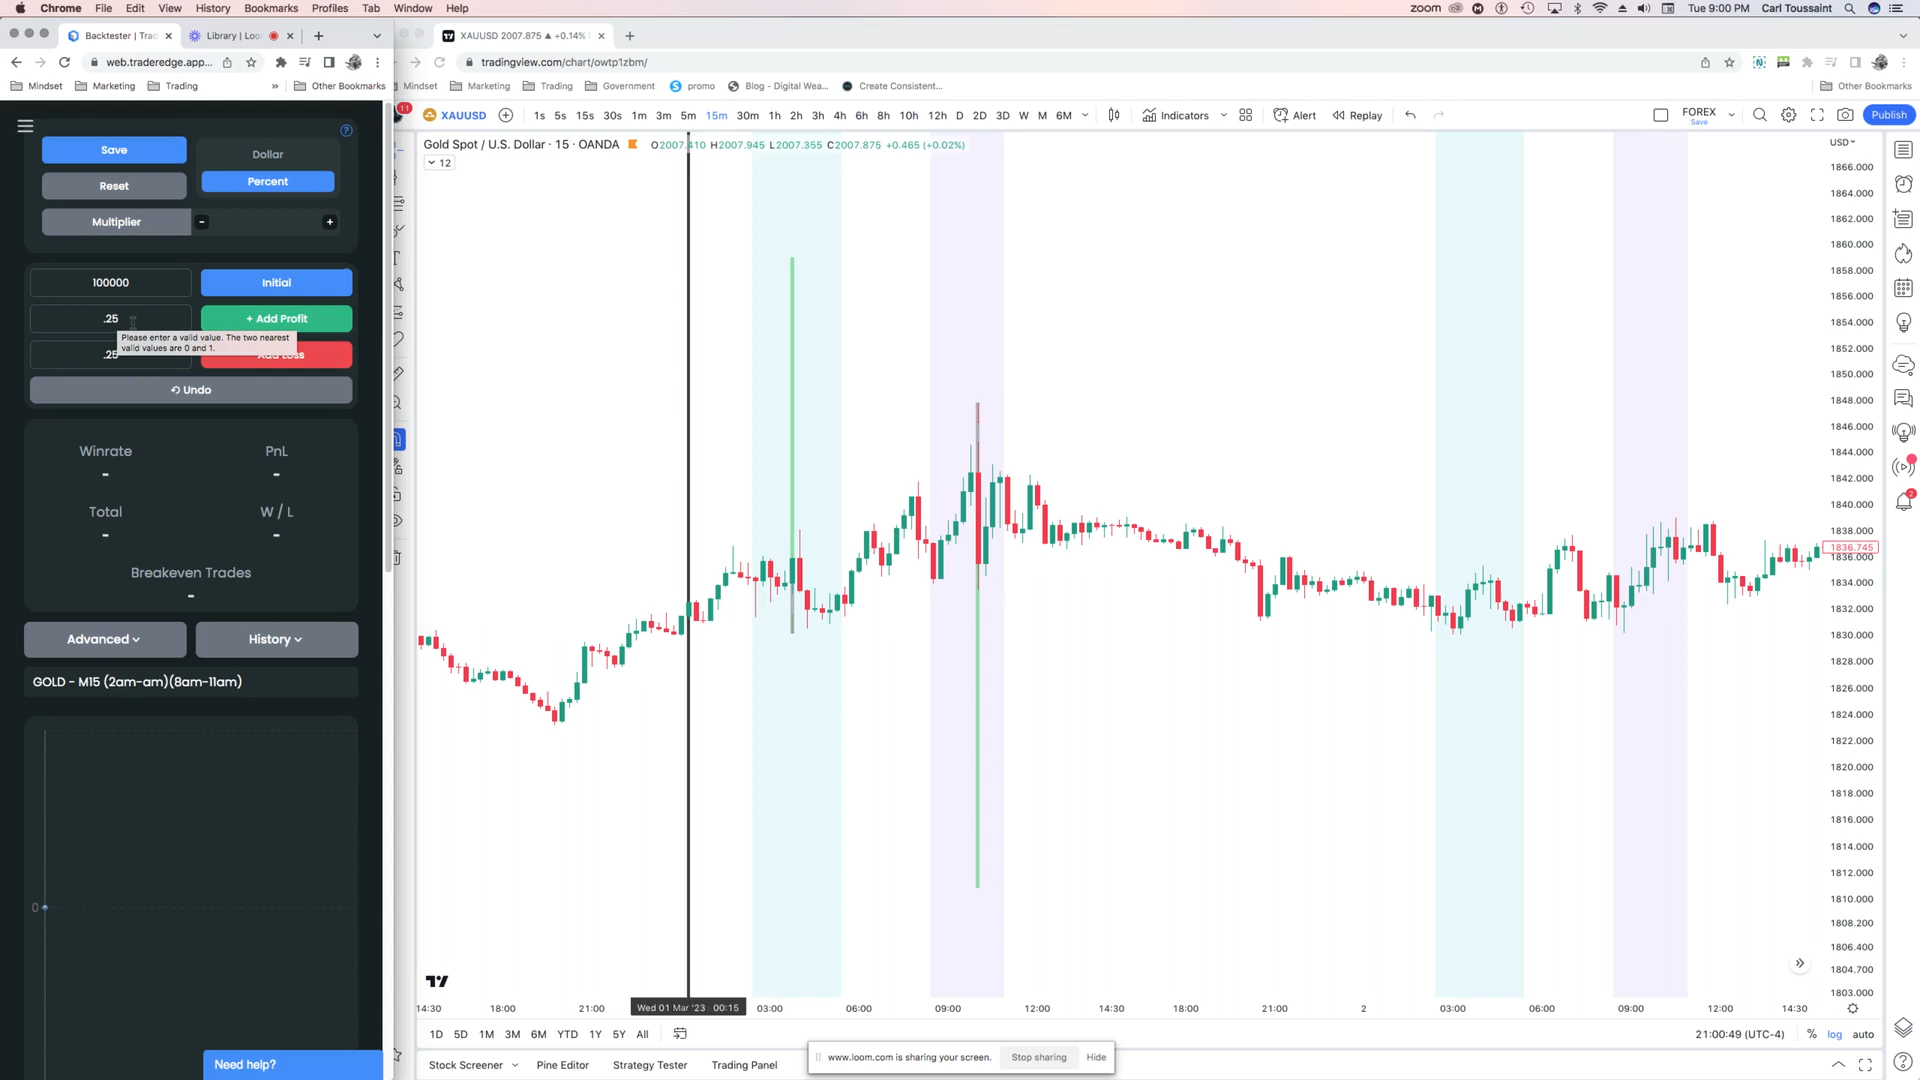 Chrome File Edit View History Bookmarks Profiles Tab Window Help
zoom Tue 9:00 PM Carl Toussaint
Backtester | Trad
Library | Loo
XAUUSD 2007.875 ▲ +0.14%
web.traderedge.app...
tradingview.com/chart/owtp1zbm/
Mindset Marketing Trading » Other Bookmarks
Mindset Marketing Trading Government promo Blog - Digital Wea... Create Consistent... Other Bookmarks
11
XAUUSD 1s 5s 15s 30s 1m 3m 5m 15m 30m 1h 2h 3h 4h 6h 8h 10h 12h D 2D 3D W M 6M Indicators Alert Replay FOREX Save Publish
Save
Reset
Multiplier - +
Dollar
Percent
100000 Initial
.25 + Add Profit
Please enter a valid value. The two nearest
valid values are 0 and 1.
.25 Add Loss
Undo
Winrate PnL
- -
Total W / L
- -
Breakeven Trades
-
Advanced History
GOLD - M15 (2am-am)(8am-11am)
0
Need help?
Gold Spot / U.S. Dollar · 15 · OANDA O2007.410 H2007.945 L2007.355 C2007.875 +0.465 (+0.02%)
12
USD
1866.000
1864.000
1862.000
1860.000
1858.000
1856.000
1854.000
1852.000
1850.000
1848.000
1846.000
1844.000
1842.000
1840.000
1838.000
1836.745
1836.000
1834.000
1832.000
1830.000
1828.000
1826.000
1824.000
1822.000
1820.000
1818.000
1816.000
1814.000
1812.000
1810.000
1808.200
1806.400
1804.700
1803.000
2
14:30 18:00 21:00 Wed 01 Mar '23 00:15 03:00 06:00 09:00 12:00 14:30 18:00 21:00 2 03:00 06:00 09:00 12:00 14:30
1D 5D 1M 3M 6M YTD 1Y 5Y All 21:00:49 (UTC-4) % log auto
Stock Screener Pine Editor Strategy Tester Trading Panel
www.loom.com is sharing your screen. Stop sharing Hide